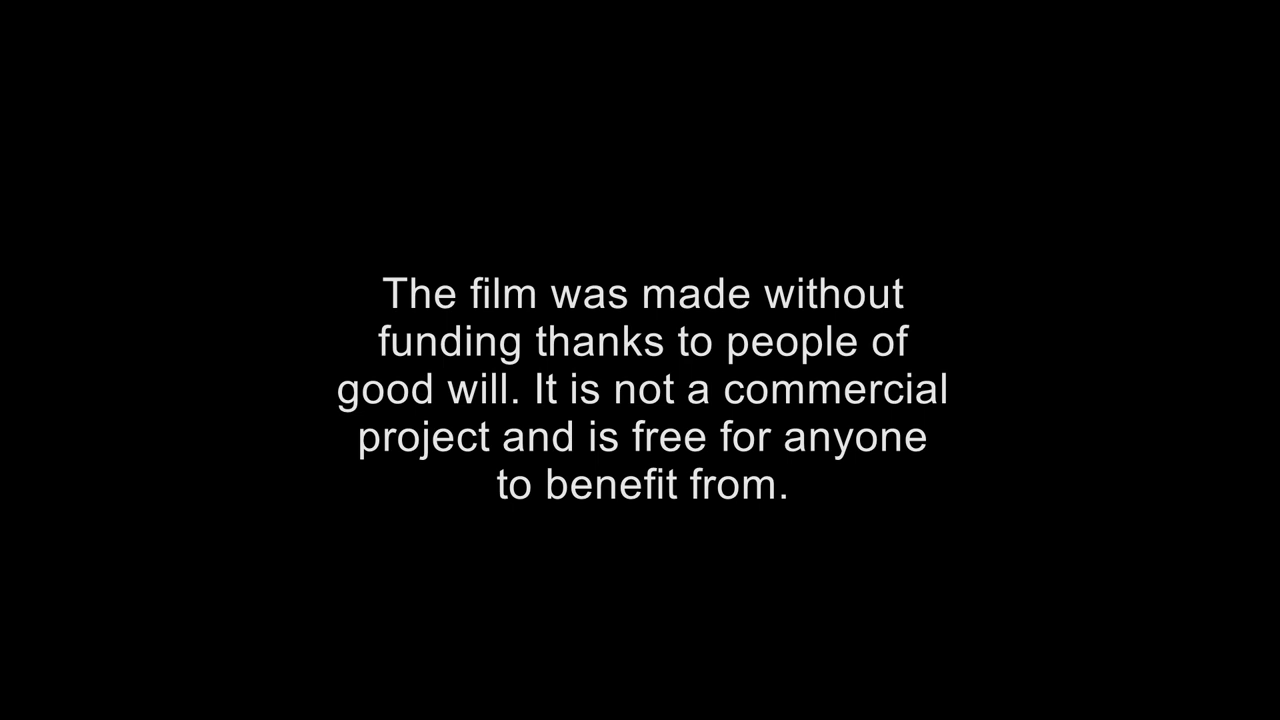 The film was made without
funding thanks to people of
good will. It is not a commercial
project and is free for anyone
to benefit from.